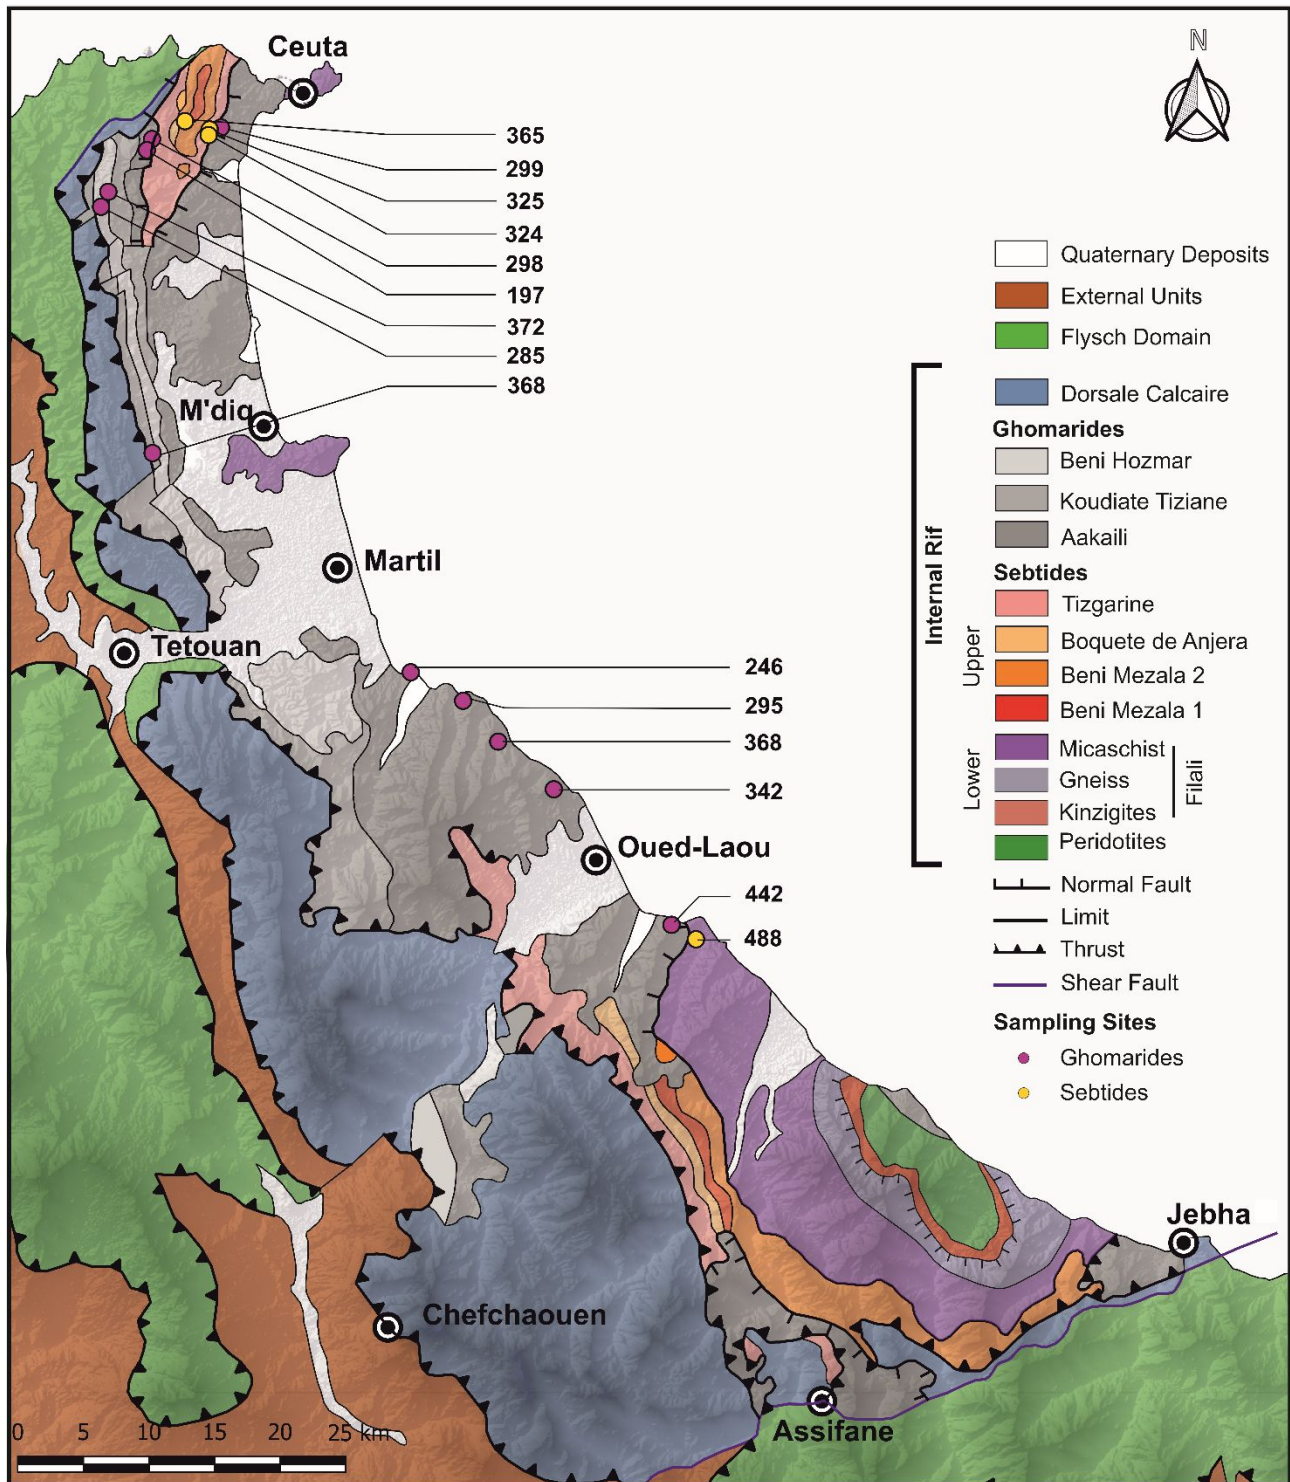 Ceuta
N
365
299
325
324
298
197
372
285
368
M'diq
Martil
Tetouan
246
295
368
342
Oued-Laou
442
488
Jebha
Chefchaouen
Assifane
0 5 10 15 20 25 km
Quaternary Deposits
External Units
Flysch Domain
Internal Rif
Dorsale Calcaire
Ghomarides
Beni Hozmar
Koudiate Tiziane
Aakaili
Sebtides
Upper
Tizgarine
Boquete de Anjera
Beni Mezala 2
Beni Mezala 1
Lower
Micaschist
Gneiss
Kinzigites
Filali
Peridotites
Normal Fault
Limit
Thrust
Shear Fault
Sampling Sites
Ghomarides
Sebtides